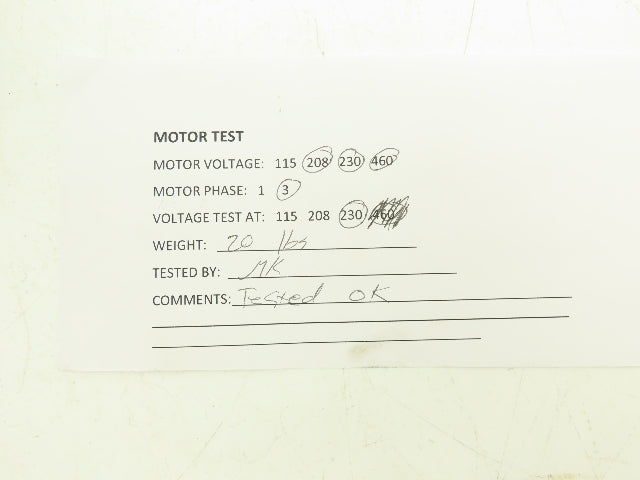 MOTOR TEST
MOTOR VOLTAGE: 115 208 230 460
MOTOR PHASE: 1 3
VOLTAGE TEST AT: 115 208 230 460
WEIGHT: 20 lbs
TESTED BY: MK
COMMENTS: Tested OK